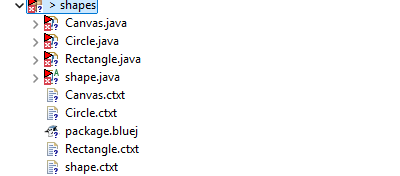 > shapes
Canvas.java
Circle.java
Rectangle.java
shape.java
Canvas.ctxt
Circle.ctxt
package.bluej
Rectangle.ctxt
shape.ctxt